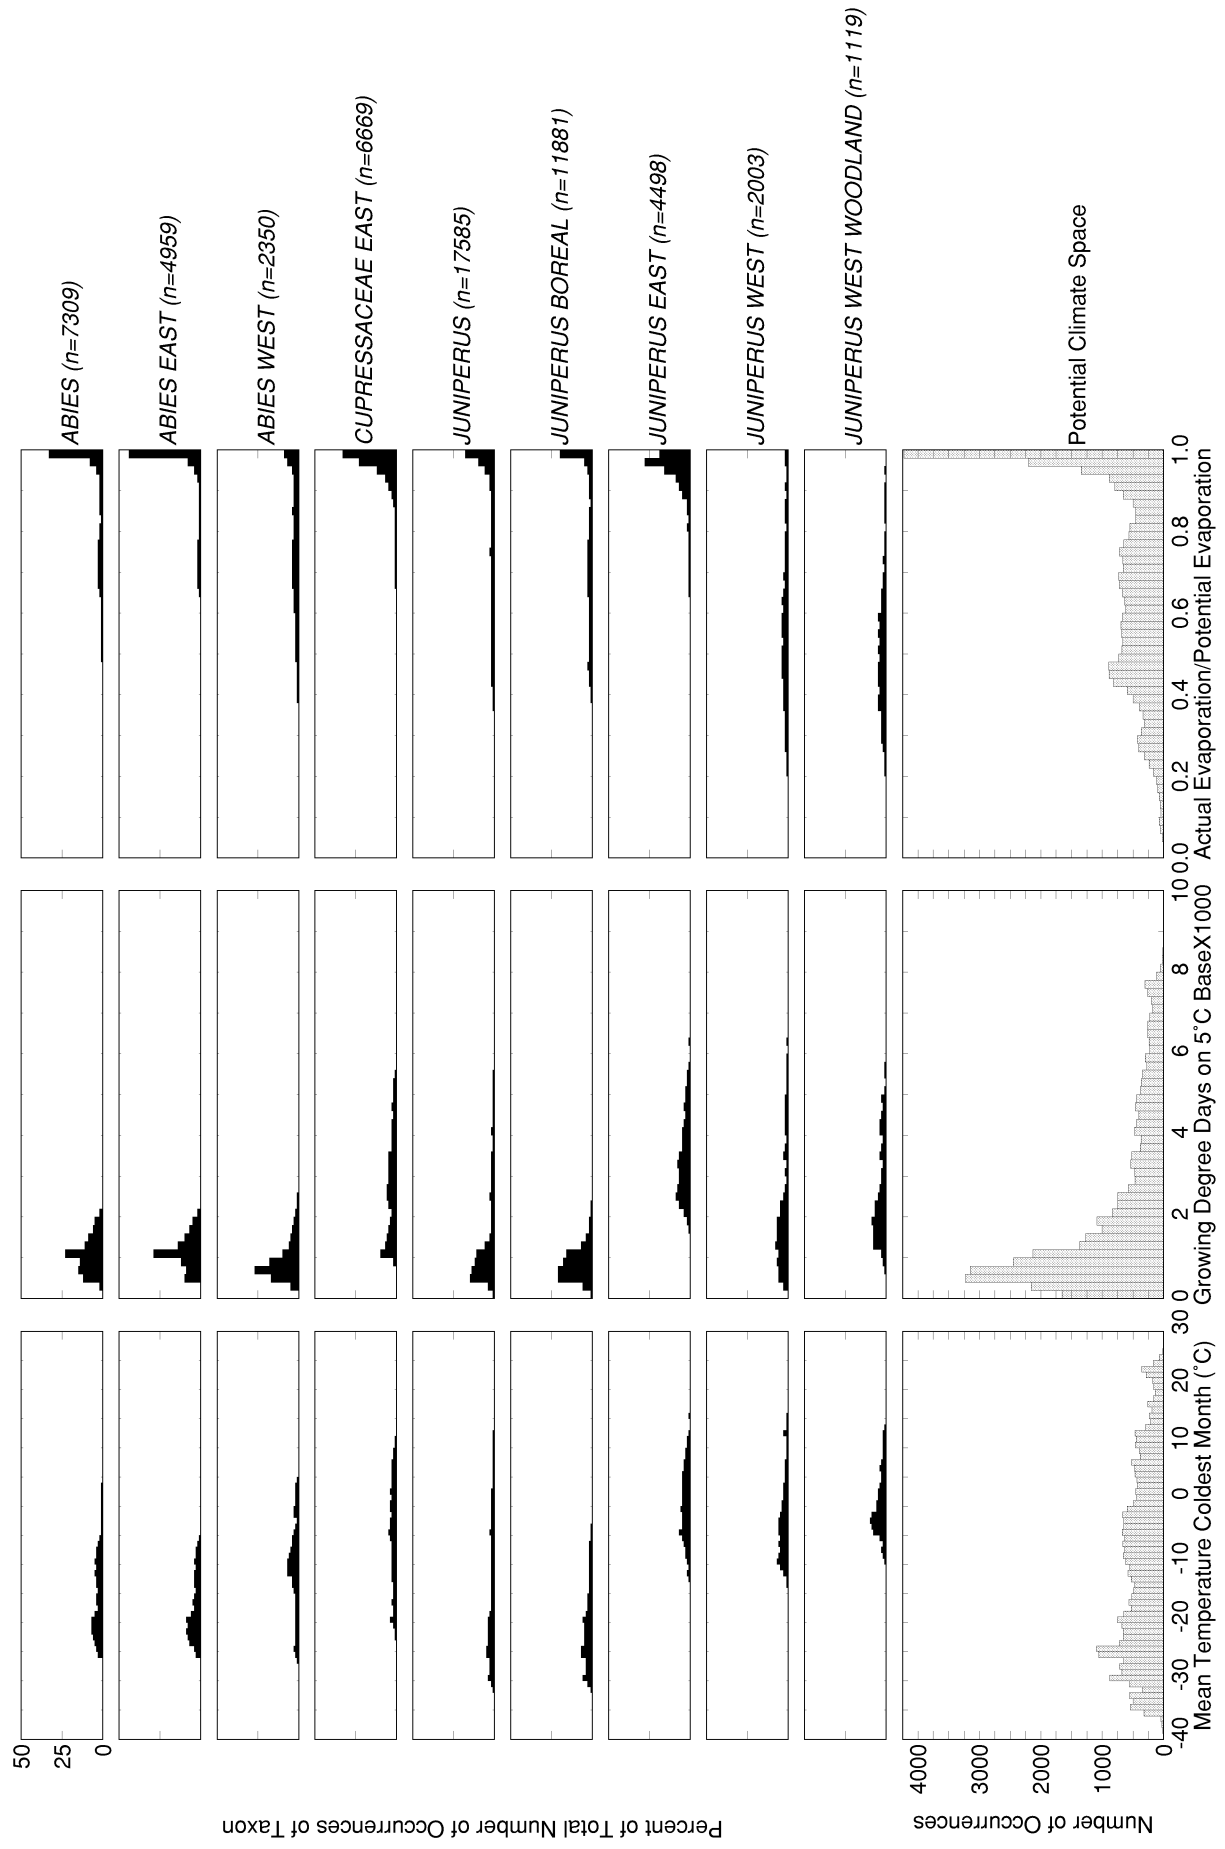 ABIES (n=7309)
ABIES EAST (n=4959)
ABIES WEST (n=2350)
CUPRESSACEAE EAST (n=6669)
JUNIPERUS (n=17585)
JUNIPERUS BOREAL (n=11881)
JUNIPERUS EAST (n=4498)
JUNIPERUS WEST (n=2003)
JUNIPERUS WEST WOODLAND (n=1119)
Potential Climate Space
50
25
0
Percent of Total Number of Occurrences of Taxon
4000
3000
2000
1000
0
Number of Occurrences
-40 -30 -20 -10 0 10 20 30
Mean Temperature Coldest Month (˚C)
0 2 4 6 8 10
Growing Degree Days on 5˚C BaseX1000
0.0 0.2 0.4 0.6 0.8 1.0
Actual Evaporation/Potential Evaporation